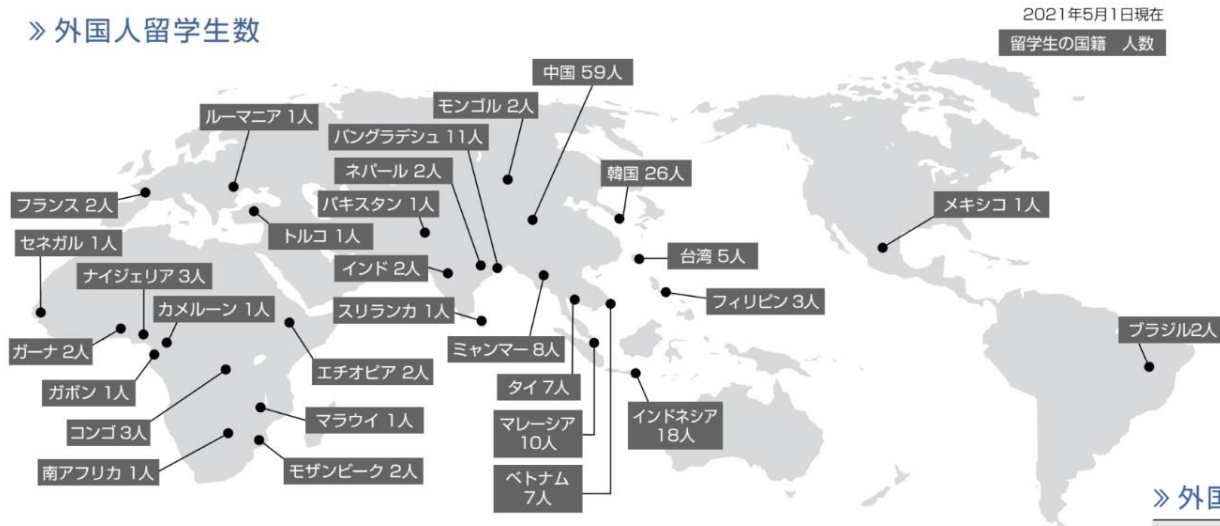 » 外国人留学生数
2021年5月1日現在
留学生の国籍 人数
中国 59人
モンゴル 2人
ルーマニア 1人
バングラデシュ 11人
ネパール 2人
韓国 26人
フランス 2人
パキスタン 1人
メキシコ 1人
トルコ 1人
セネガル 1人
台湾 5人
ナイジェリア 3人
インド 2人
カメルーン 1人
スリランカ 1人
フィリピン 3人
ブラジル2人
ガーナ 2人
ミャンマー 8人
エチオピア 2人
ガボン 1人
タイ 7人
マラウイ 1人
インドネシア
18人
マレーシア
10人
コンゴ 3人
南アフリカ 1人
モザンビーク 2人
ベトナム
7人
» 外国